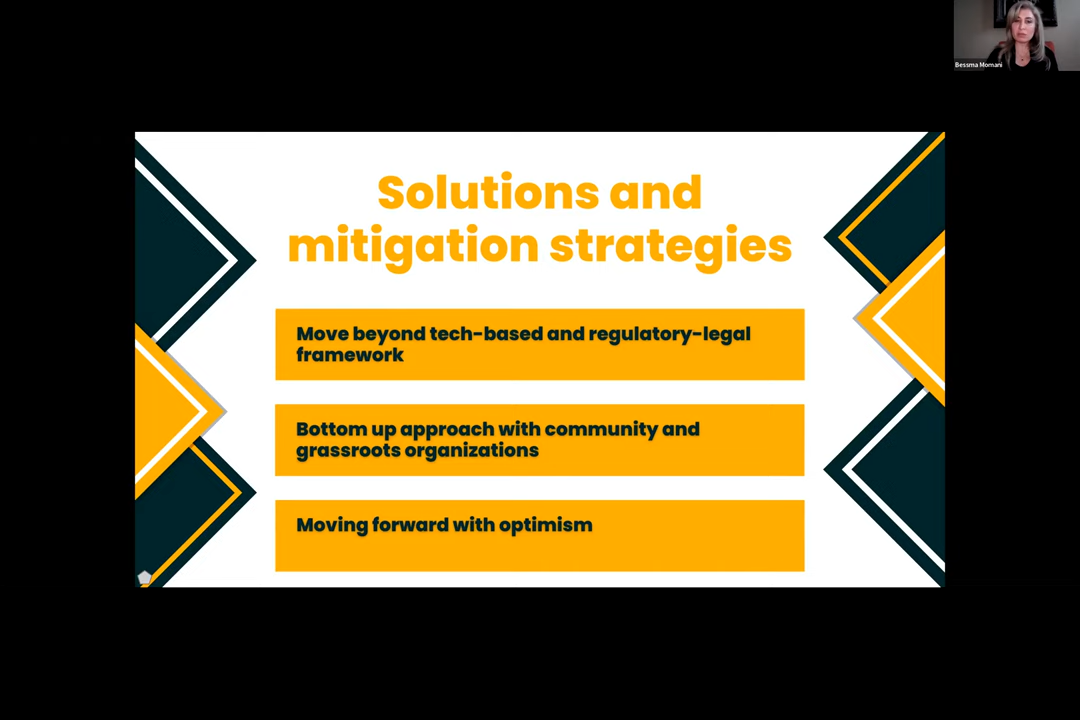 Bessma Momani
Solutions and
mitigation strategies
Move beyond tech-based and regulatory-legal
framework
Bottom up approach with community and
grassroots organizations
Moving forward with optimism